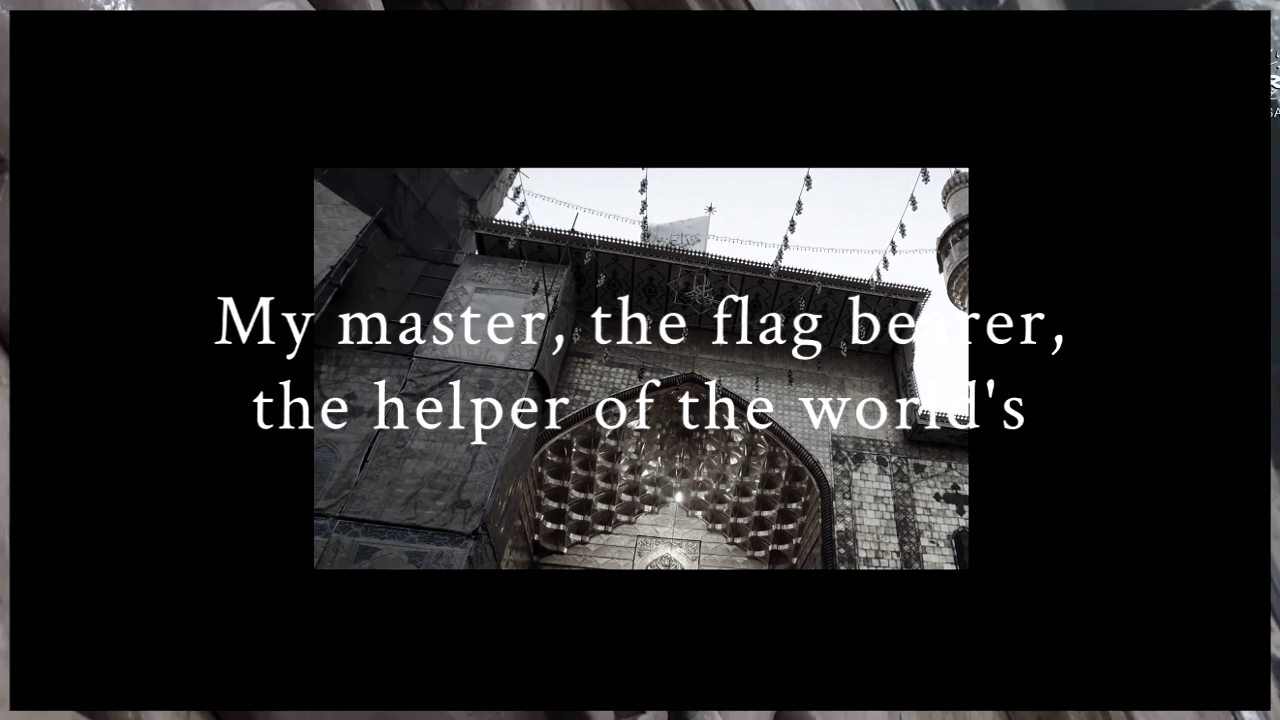 My master, the flag bearer,
the helper of the world's